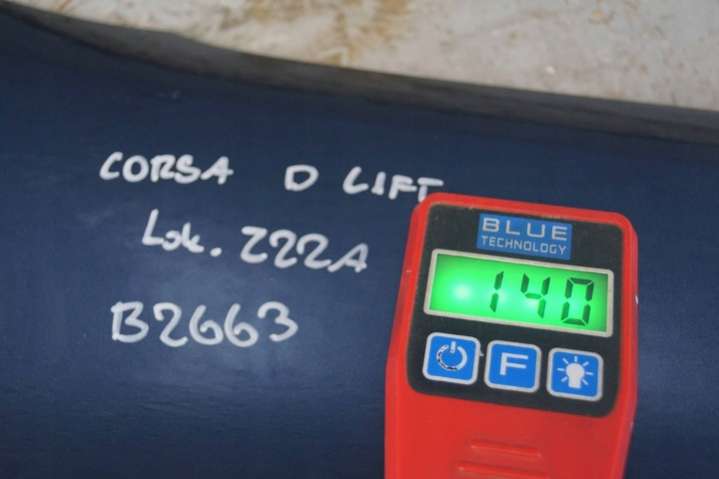 CORSA D LIFT
Lak. Z22A
B2663
BLUE
TECHNOLOGY
140
F